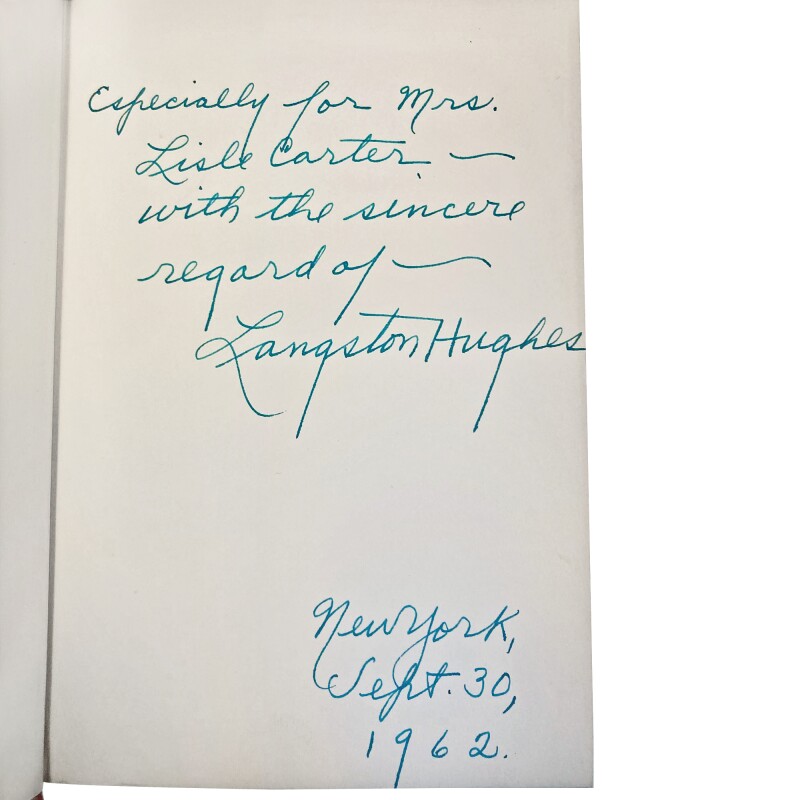 Especially for Mrs.
Lisle Carter —
with the sincere
regard of —
Langston Hughes
New York,
Sept. 30,
1962.